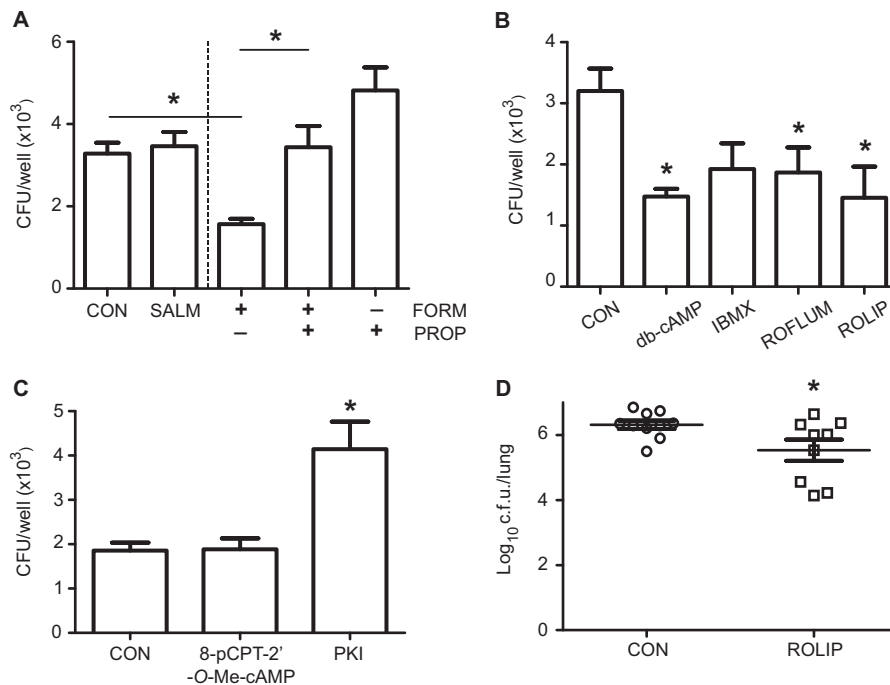 A
CFU/well (x10³)
6
4
2
0
*
*
CON SALM + + – FORM
– + + PROP
B
CFU/well (x10³)
4
3
2
1
0
* * *
CON db-cAMP IBMX ROFLUM ROLIP
C
CFU/well (x10³)
5
4
3
2
1
0
*
CON 8-pCPT-2' PKI
-O-Me-cAMP
D
Log₁₀ c.f.u./lung
6
4
2
0
*
CON ROLIP